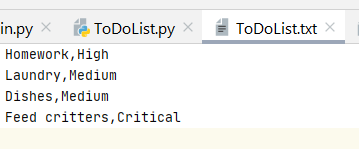 in.py ToDoList.py ToDoList.txt
Homework,High
Laundry,Medium
Dishes,Medium
Feed critters,Critical